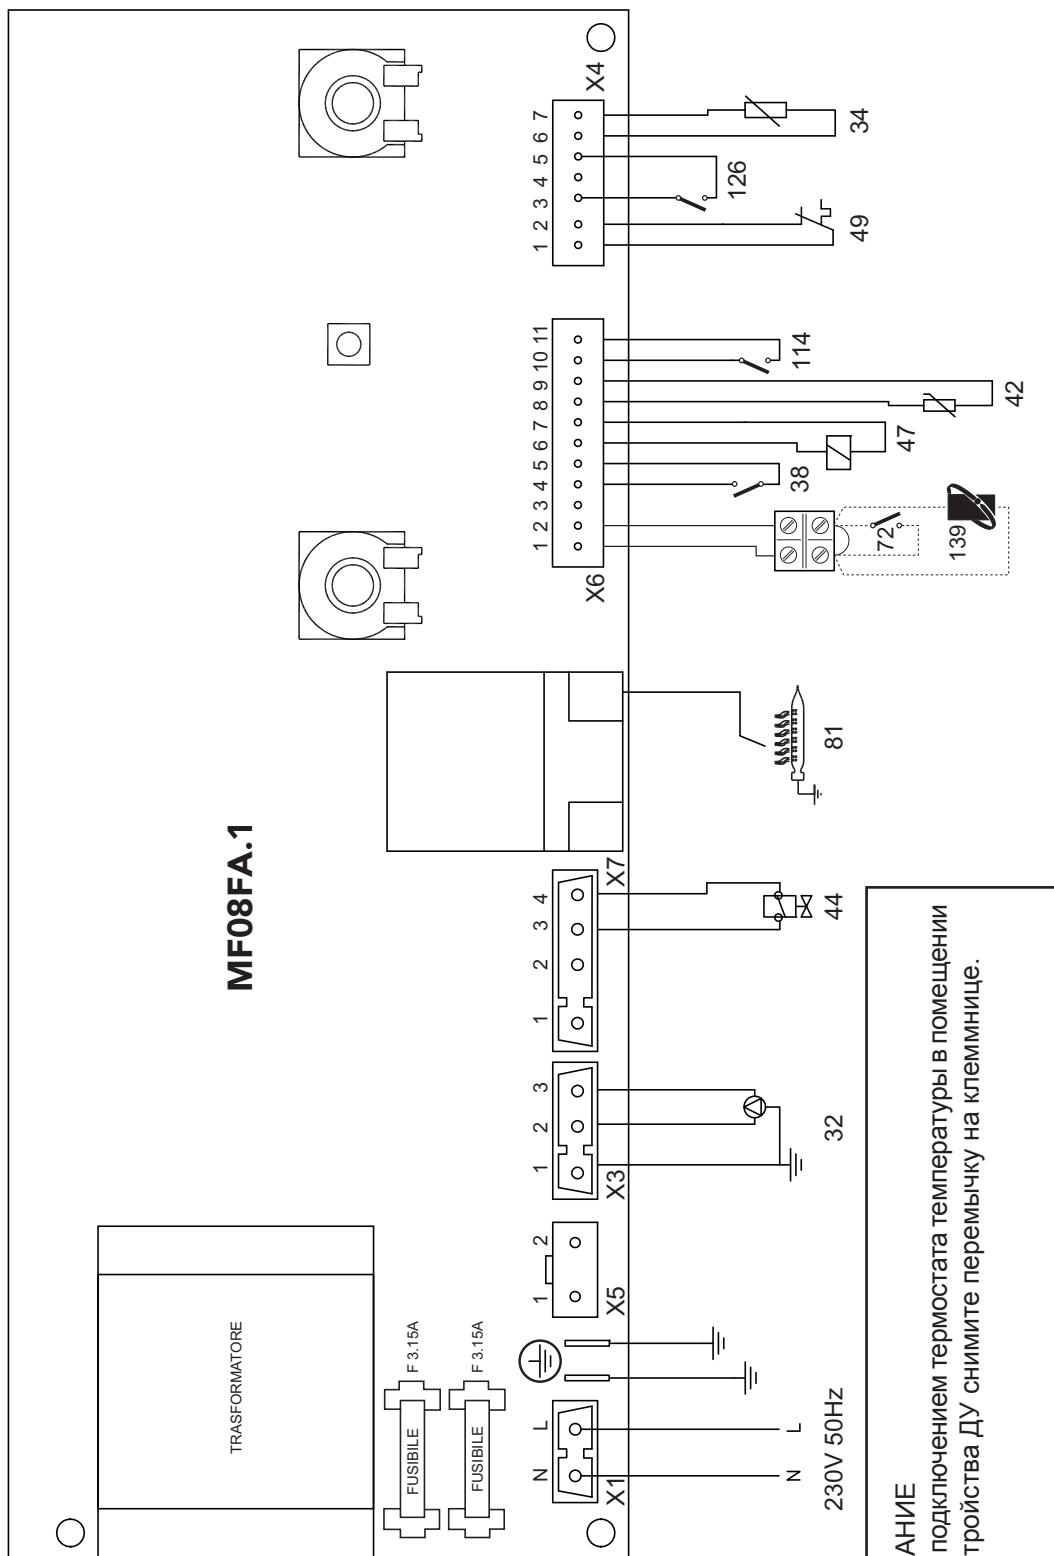 MF08FA.1
TRASFORMATORE
FUSIBILE F 3.15A
FUSIBILE F 3.15A
N L
X1
1 2
X5
1 2 3
X3
1 2 3 4
X7
1 2 3 4 5 6 7 8 9 10 11
X6
1 2 3 4 5 6 7
X4
N L
230V 50Hz
32
44
81
72
139
38
47
42
114
49
126
34
АНИЕ
подключением термостата температуры в помещении
тройства ДУ снимите перемычку на клеммнице.